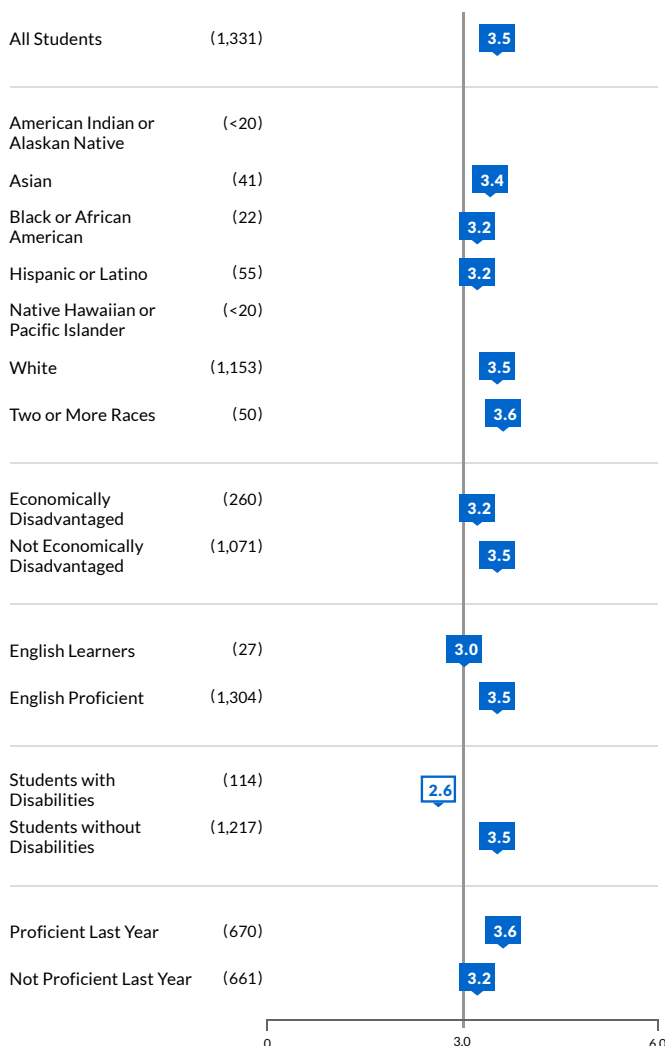 All Students (1,331) 3.5
American Indian or (<20)
Alaskan Native
Asian (41) 3.4
Black or African (22)
American 3.2
Hispanic or Latino (55) 3.2
Native Hawaiian or (<20)
Pacific Islander
White (1,153) 3.5
Two or More Races (50) 3.6
Economically (260)
Disadvantaged 3.2
Not Economically (1,071)
Disadvantaged 3.5
English Learners (27) 3.0
English Proficient (1,304) 3.5
Students with (114)
Disabilities 2.6
Students without (1,217)
Disabilities 3.5
Proficient Last Year (670) 3.6
Not Proficient Last Year (661) 3.2
0 3.0 6.0